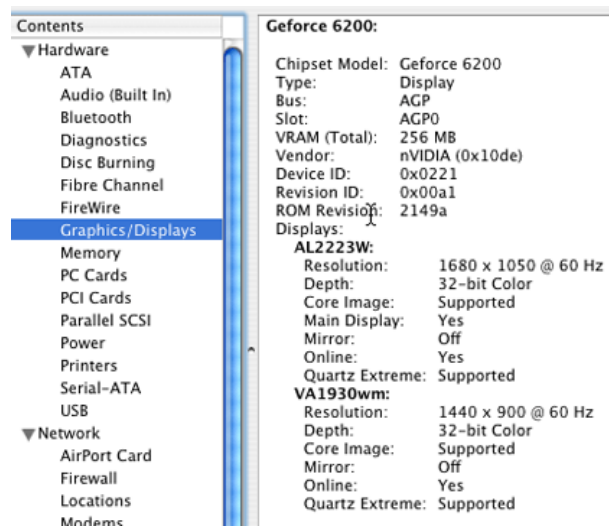 Contents
Hardware
ATA
Audio (Built In)
Bluetooth
Diagnostics
Disc Burning
Fibre Channel
FireWire
Graphics/Displays
Memory
PC Cards
PCI Cards
Parallel SCSI
Power
Printers
Serial-ATA
USB
Network
AirPort Card
Firewall
Locations
Modems
Geforce 6200:
Chipset Model: Geforce 6200
Type: Display
Bus: AGP
Slot: AGP0
VRAM (Total): 256 MB
Vendor: nVIDIA (0x10de)
Device ID: 0x0221
Revision ID: 0x00a1
ROM Revision: 2149a
Displays:
AL2223W:
Resolution: 1680 x 1050 @ 60 Hz
Depth: 32-bit Color
Core Image: Supported
Main Display: Yes
Mirror: Off
Online: Yes
Quartz Extreme: Supported
VA1930wm:
Resolution: 1440 x 900 @ 60 Hz
Depth: 32-bit Color
Core Image: Supported
Mirror: Off
Online: Yes
Quartz Extreme: Supported